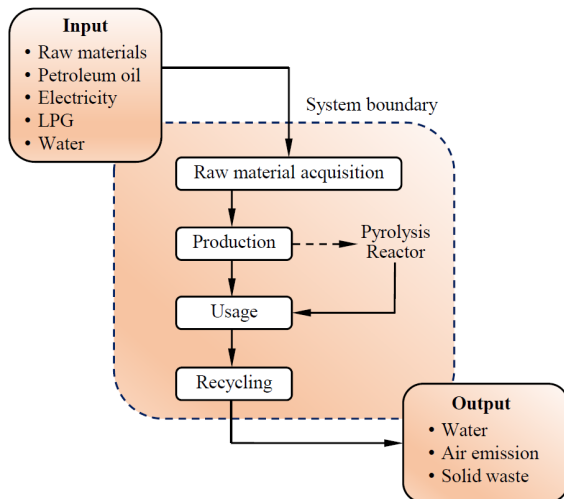 Input
• Raw materials
• Petroleum oil
• Electricity
• LPG
• Water
System boundary
Raw material acquisition
Production
Pyrolysis
Reactor
Usage
Recycling
Output
• Water
• Air emission
• Solid waste